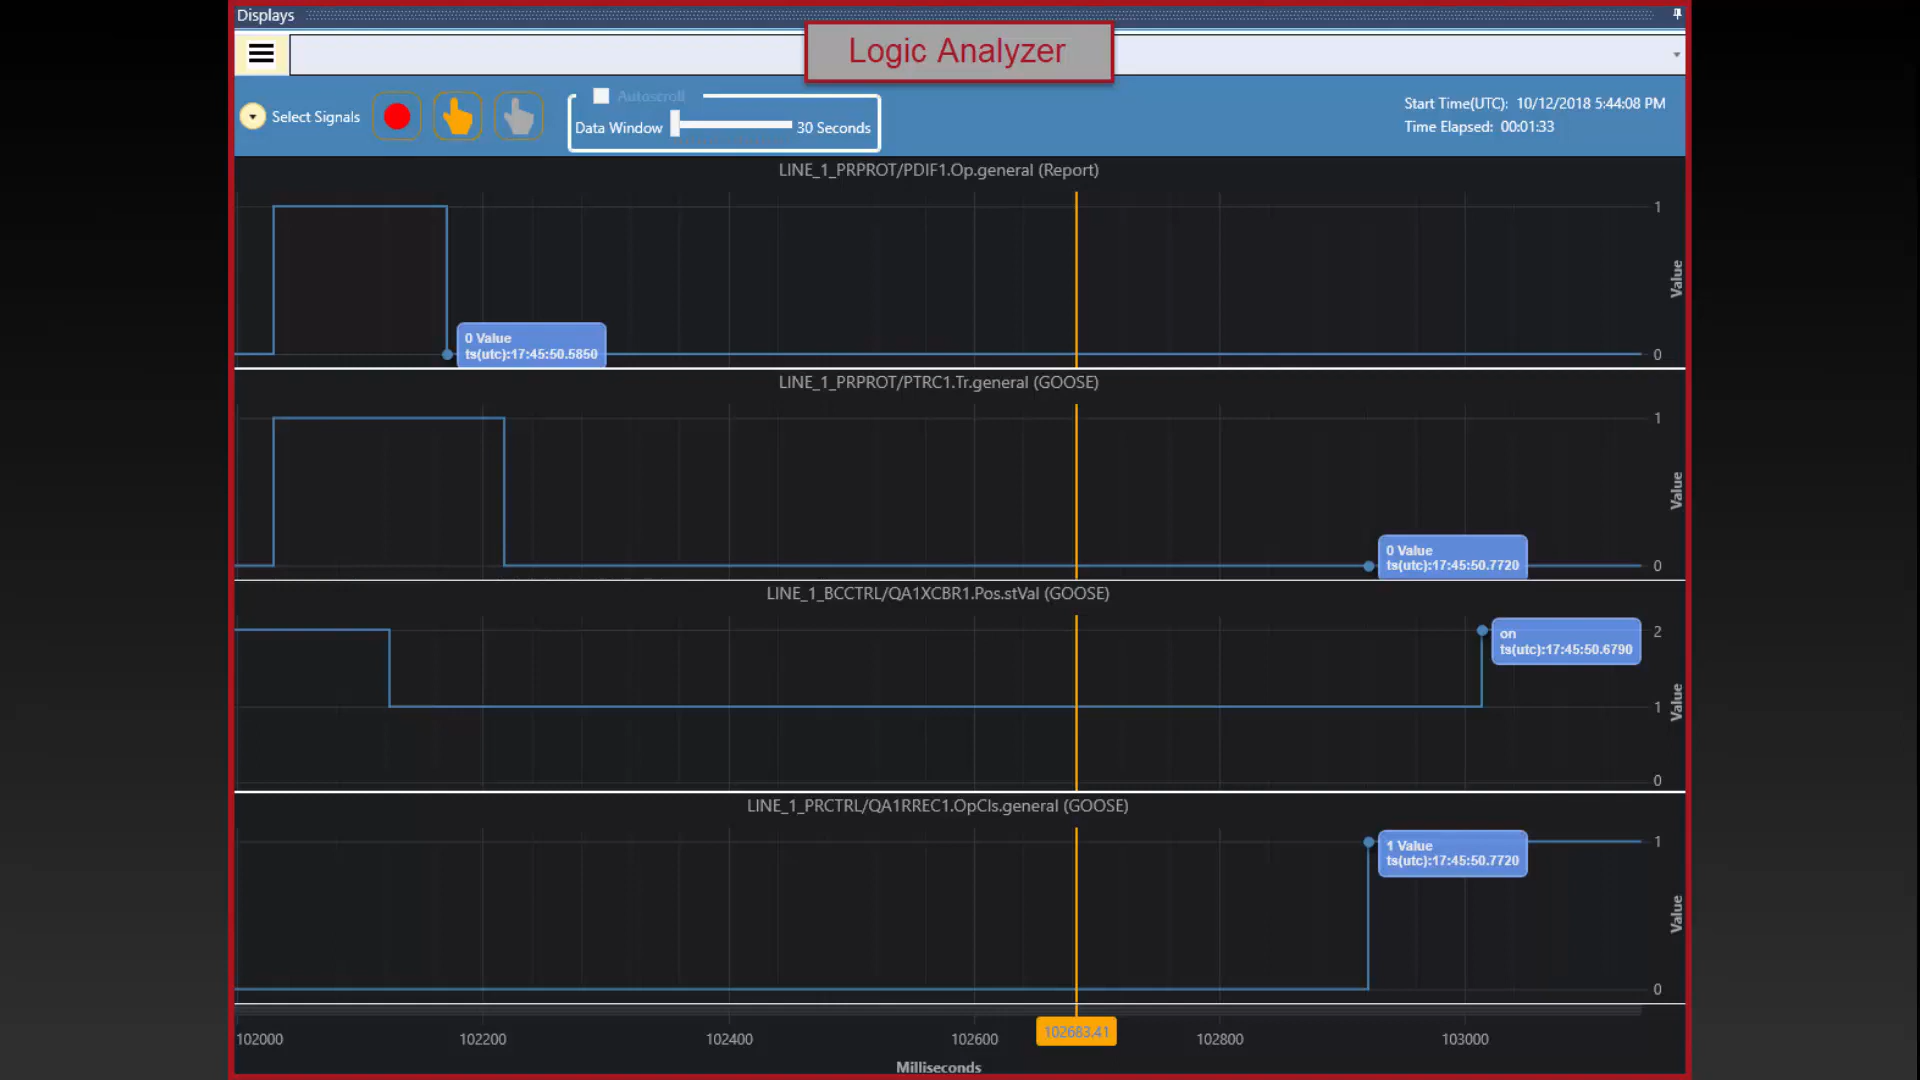 Displays
Logic Analyzer
Select Signals
Autoscroll
Data Window
30 Seconds
Start Time(UTC): 10/12/2018 5:44:08 PM
Time Elapsed: 00:01:33
LINE_1_PRPROT/PDIF1.Op.general (Report)
1
Value
0 Value
ts(utc):17:45:50.5850
0
LINE_1_PRPROT/PTRC1.Tr.general (GOOSE)
1
Value
0 Value
ts(utc):17:45:50.7720
0
LINE_1_BCCTRL/QA1XCBR1.Pos.stVal (GOOSE)
2
on
ts(utc):17:45:50.6790
1
Value
0
LINE_1_PRCTRL/QA1RREC1.OpCls.general (GOOSE)
1
1 Value
ts(utc):17:45:50.7720
Value
0
102000 102200 102400 102600 102683.41 102800 103000
Milliseconds